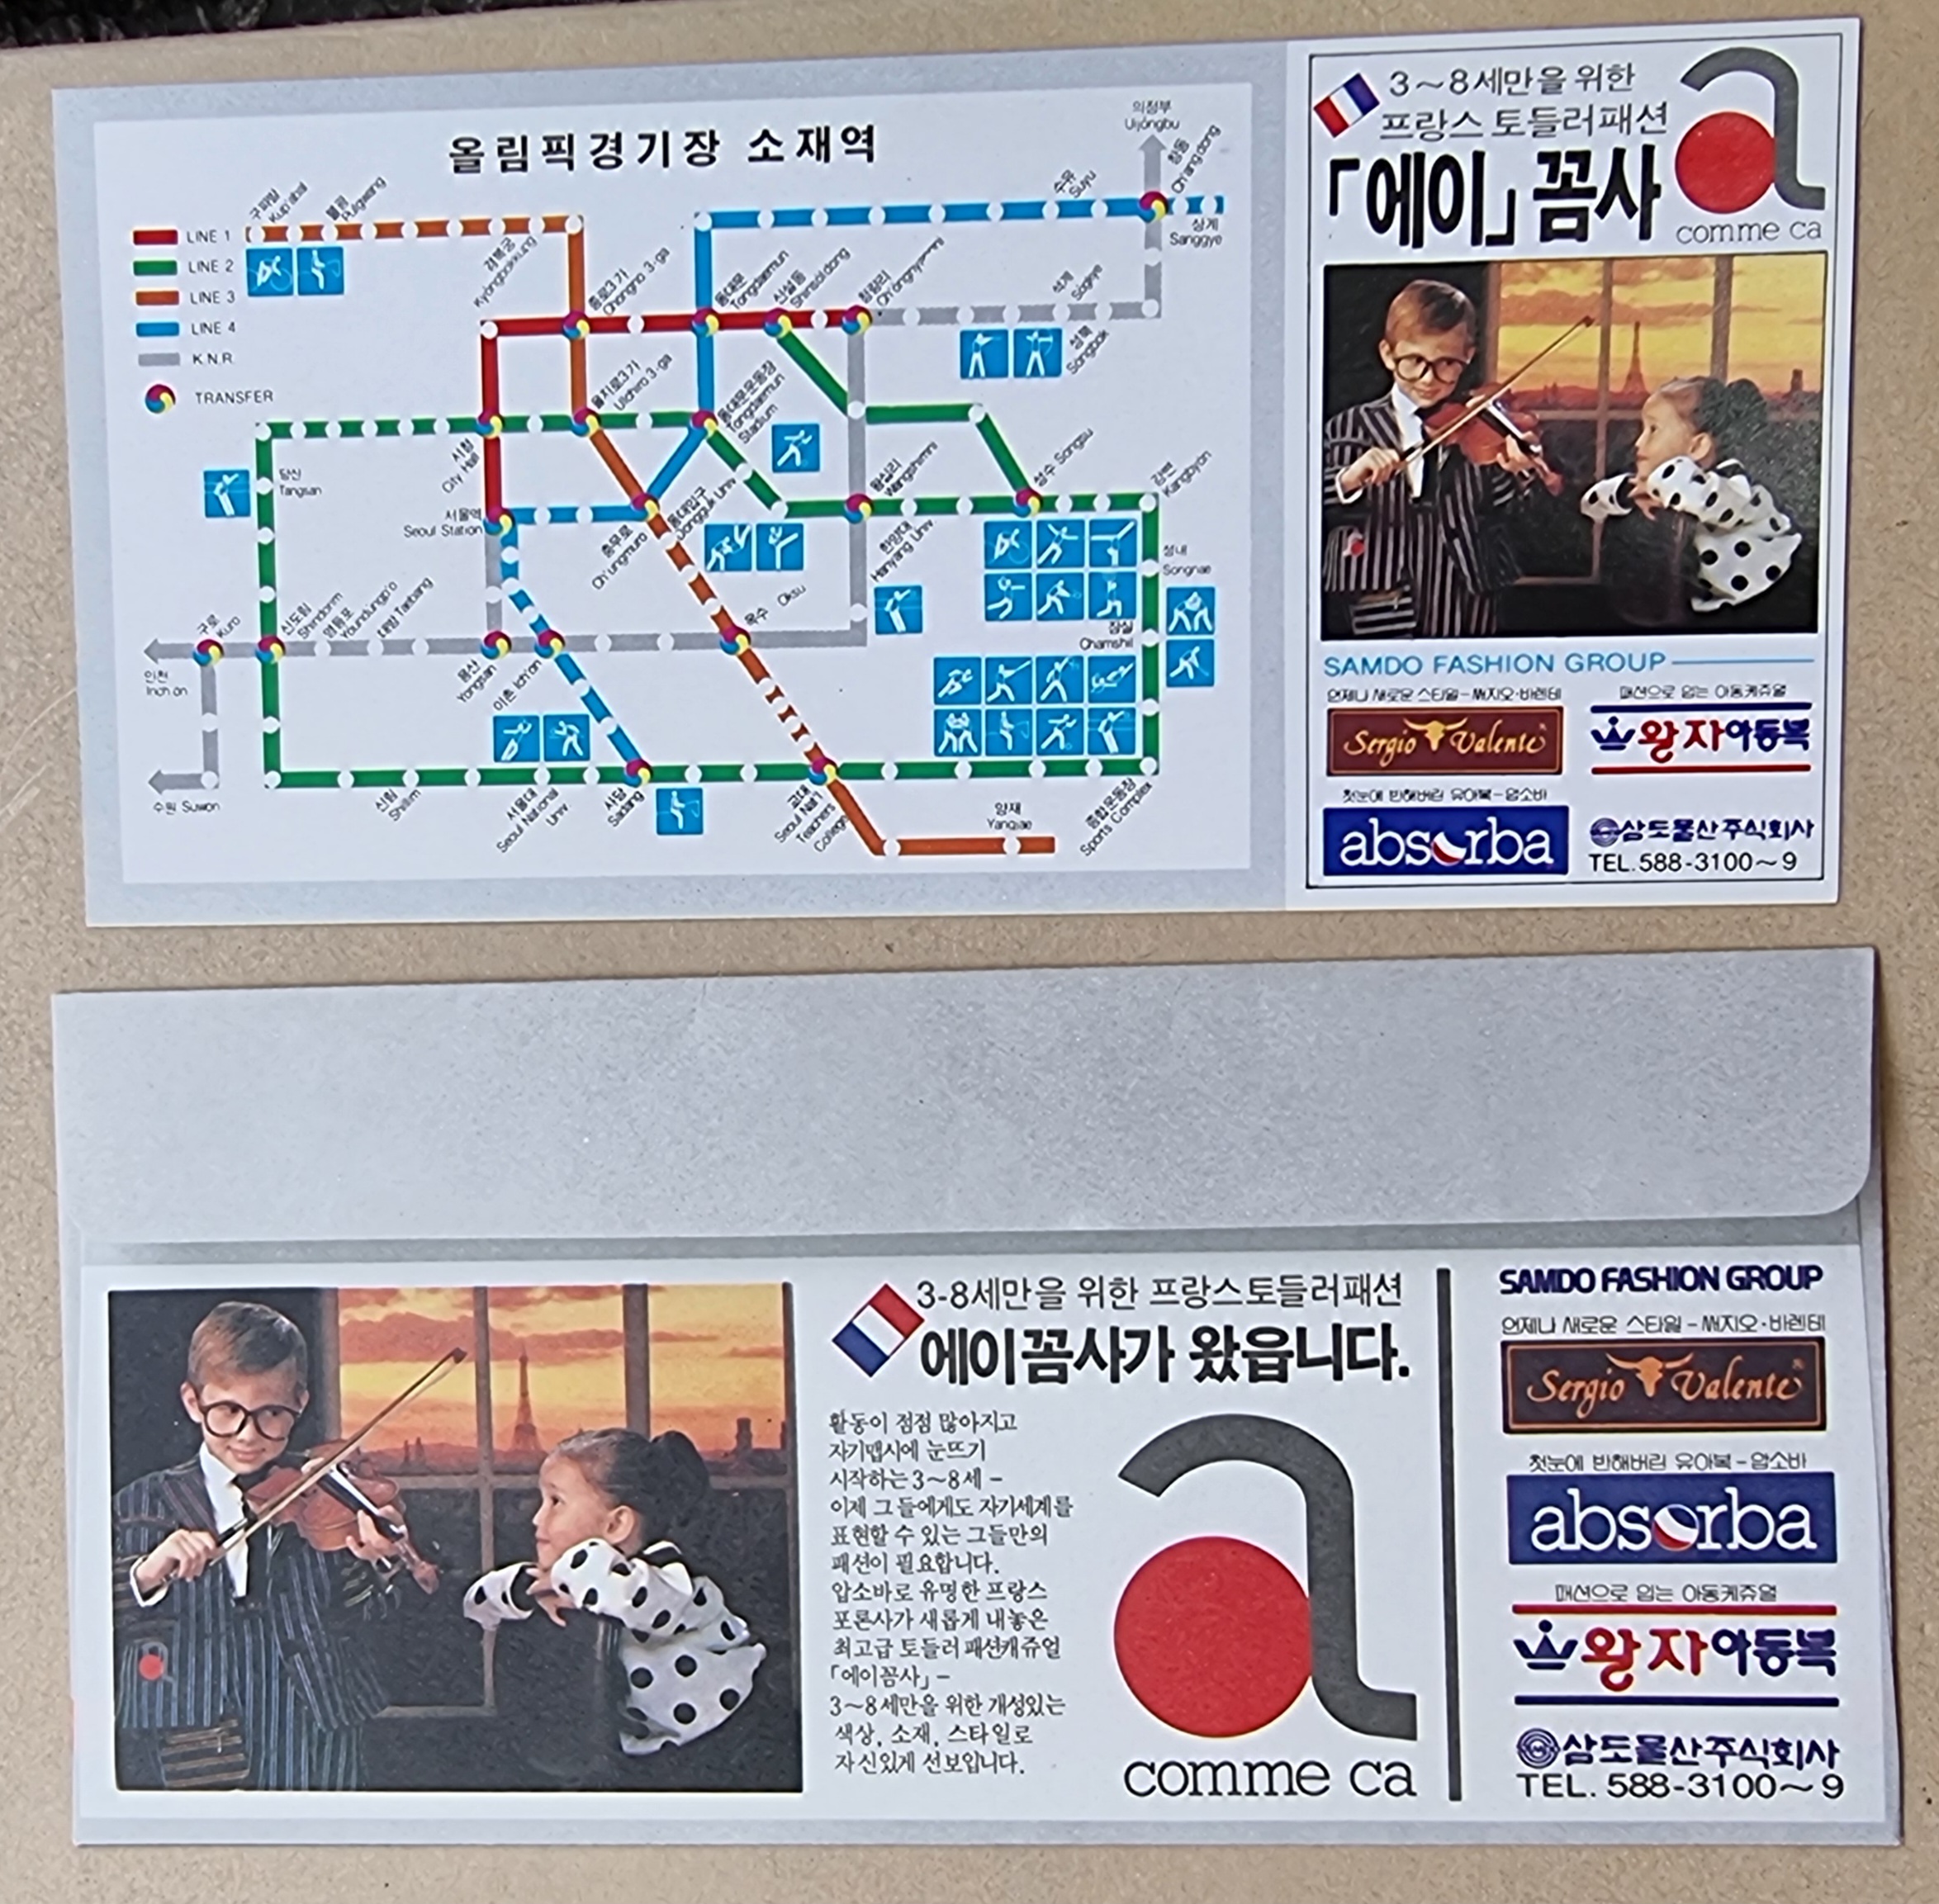 올림픽경기장 소재역
LINE 1
LINE 2
LINE 3
LINE 4
K.N.R.
TRANSFER
구파발
Kup'abal
불광
Pulgwang
경복궁
Kyŏngbokkung
종로3가
Chongno 3-ga
동대문
Tongdaemun
신설동
Shinsŏldong
청량리
수유
Suyu
의정부
Uijŏngbu
창동
Ch'angdong
상계
Sanggye
석계
Sŏgkye
성북
Sŏngbuk
을지로3가
Ulchiro 3-ga
동대문운동장
Tongdaemun
Stadium
시청
City Hall
당산
Tangsan
서울역
Seoul Station
충무로
Ch'ungmuro
동대입구
Dongguk Univ
왕십리
Wangshimni
한양대
Hanyang Univ
성수 Sŏngsu
강변
Kangbyŏn
성내
Sŏngnae
잠실
Chamshil
구로
Kuro
신도림
Shindorim
영등포
Yŏngdŭngp'o
대방 Taebang
인천
Inch'ŏn
수원 Suwon
용산
Yongsan
이촌 Ich'on
옥수 Oksu
신림
Shillim
서울대
Seoul National
Univ
사당
Sadang
교대
Seoul Nat'l
Teachers
College
양재
Yangjae
종합운동장
Sports Complex
3~8세만을 위한
프랑스토들러패션
「에이」꼼사
a
comme ca
SAMDO FASHION GROUP
언제나 새로운 스타일-써지오·바렌테
Sergio Valente
패션으로 입는 아동캐쥬얼
왕자아동복
첫눈에 반해버린 유아복-압소바
absorba
삼도물산주식회사
TEL.588-3100~9
3-8세만을 위한 프랑스토들러패션
에이꼼사가 왔읍니다.
활동이 점점 많아지고
자기맵시에 눈뜨기
시작하는 3~8세 -
이제 그들에게도 자기세계를
표현할 수 있는 그들만의
패션이 필요합니다.
압소바로 유명한 프랑스
포론사가 새롭게 내놓은
최고급 토들러 패션캐쥬얼
「에이꼼사」-
3~8세만을 위한 개성있는
색상, 소재, 스타일로
자신있게 선보입니다.
a
comme ca
SAMDO FASHION GROUP
언제나 새로운 스타일-써지오·바렌테
Sergio Valente
첫눈에 반해버린 유아복-압소바
absorba
패션으로 입는 아동캐쥬얼
왕자아동복
삼도물산주식회사
TEL. 588-3100~9